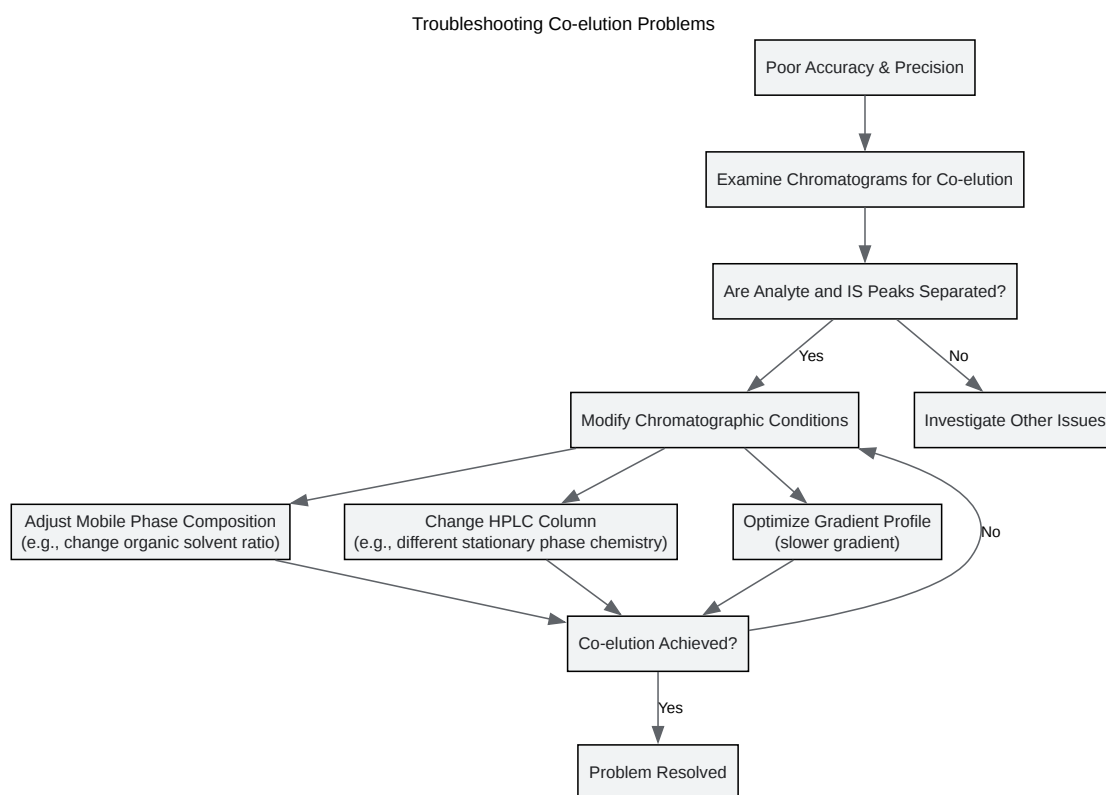 Troubleshooting Co-elution Problems
Poor Accuracy & Precision
Examine Chromatograms for Co-elution
Are Analyte and IS Peaks Separated?
Yes
No
Modify Chromatographic Conditions
Investigate Other Issues
Adjust Mobile Phase Composition
(e.g., change organic solvent ratio)
Change HPLC Column
(e.g., different stationary phase chemistry)
Optimize Gradient Profile
(slower gradient)
No
Co-elution Achieved?
Yes
Problem Resolved